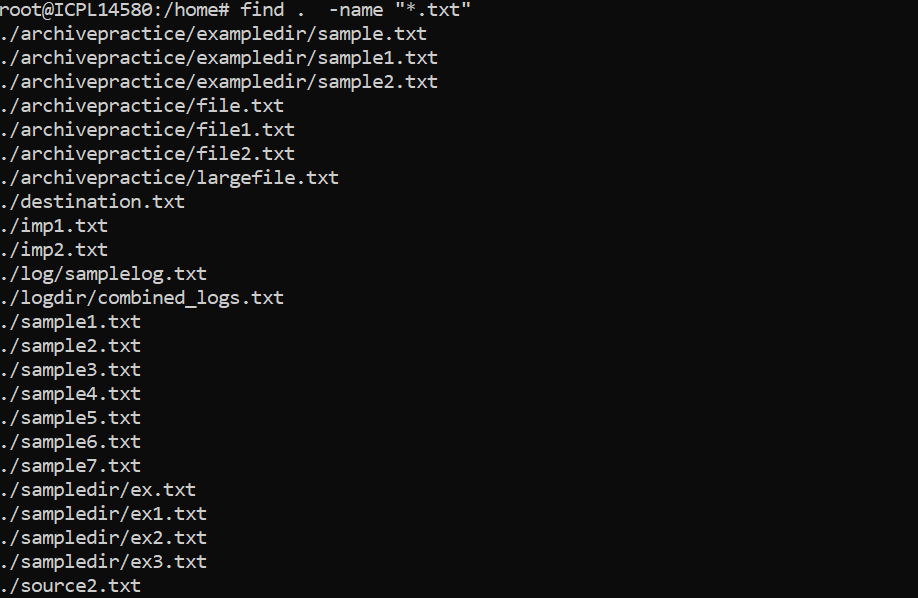 root@ICPL14580:/home# find .  -name "*.txt"
./archivepractice/exampledir/sample.txt
./archivepractice/exampledir/sample1.txt
./archivepractice/exampledir/sample2.txt
./archivepractice/file.txt
./archivepractice/file1.txt
./archivepractice/file2.txt
./archivepractice/largefile.txt
./destination.txt
./imp1.txt
./imp2.txt
./log/samplelog.txt
./logdir/combined_logs.txt
./sample1.txt
./sample2.txt
./sample3.txt
./sample4.txt
./sample5.txt
./sample6.txt
./sample7.txt
./sampledir/ex.txt
./sampledir/ex1.txt
./sampledir/ex2.txt
./sampledir/ex3.txt
./source2.txt